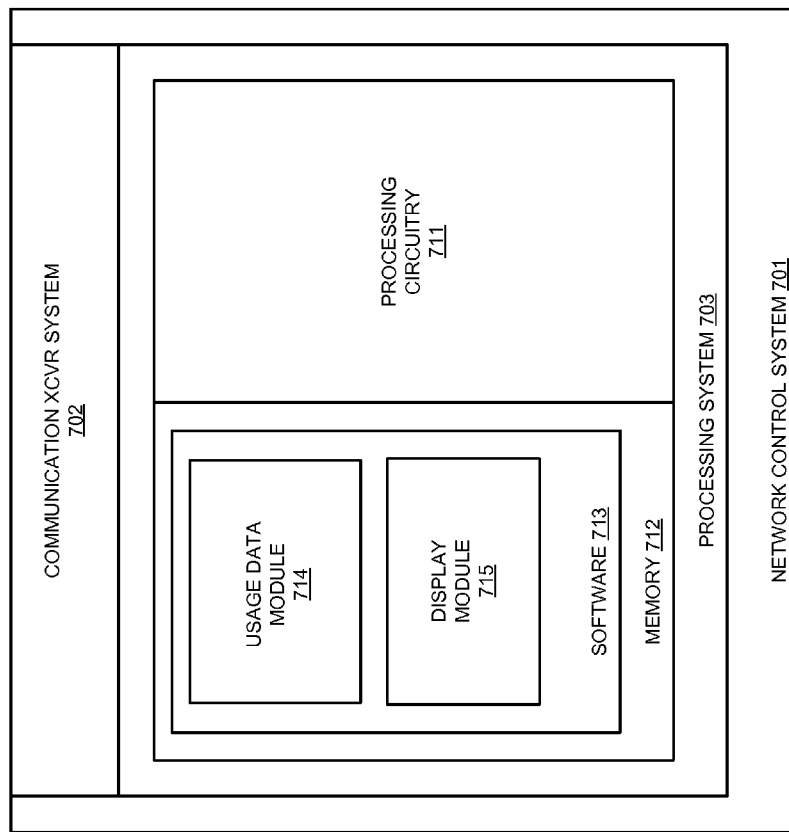 COMMUNICATION XCVR SYSTEM
702
USAGE DATA
MODULE
714
DISPLAY
MODULE
715
SOFTWARE 713
MEMORY 712
PROCESSING
CIRCUITRY
711
PROCESSING SYSTEM 703
NETWORK CONTROL SYSTEM 701